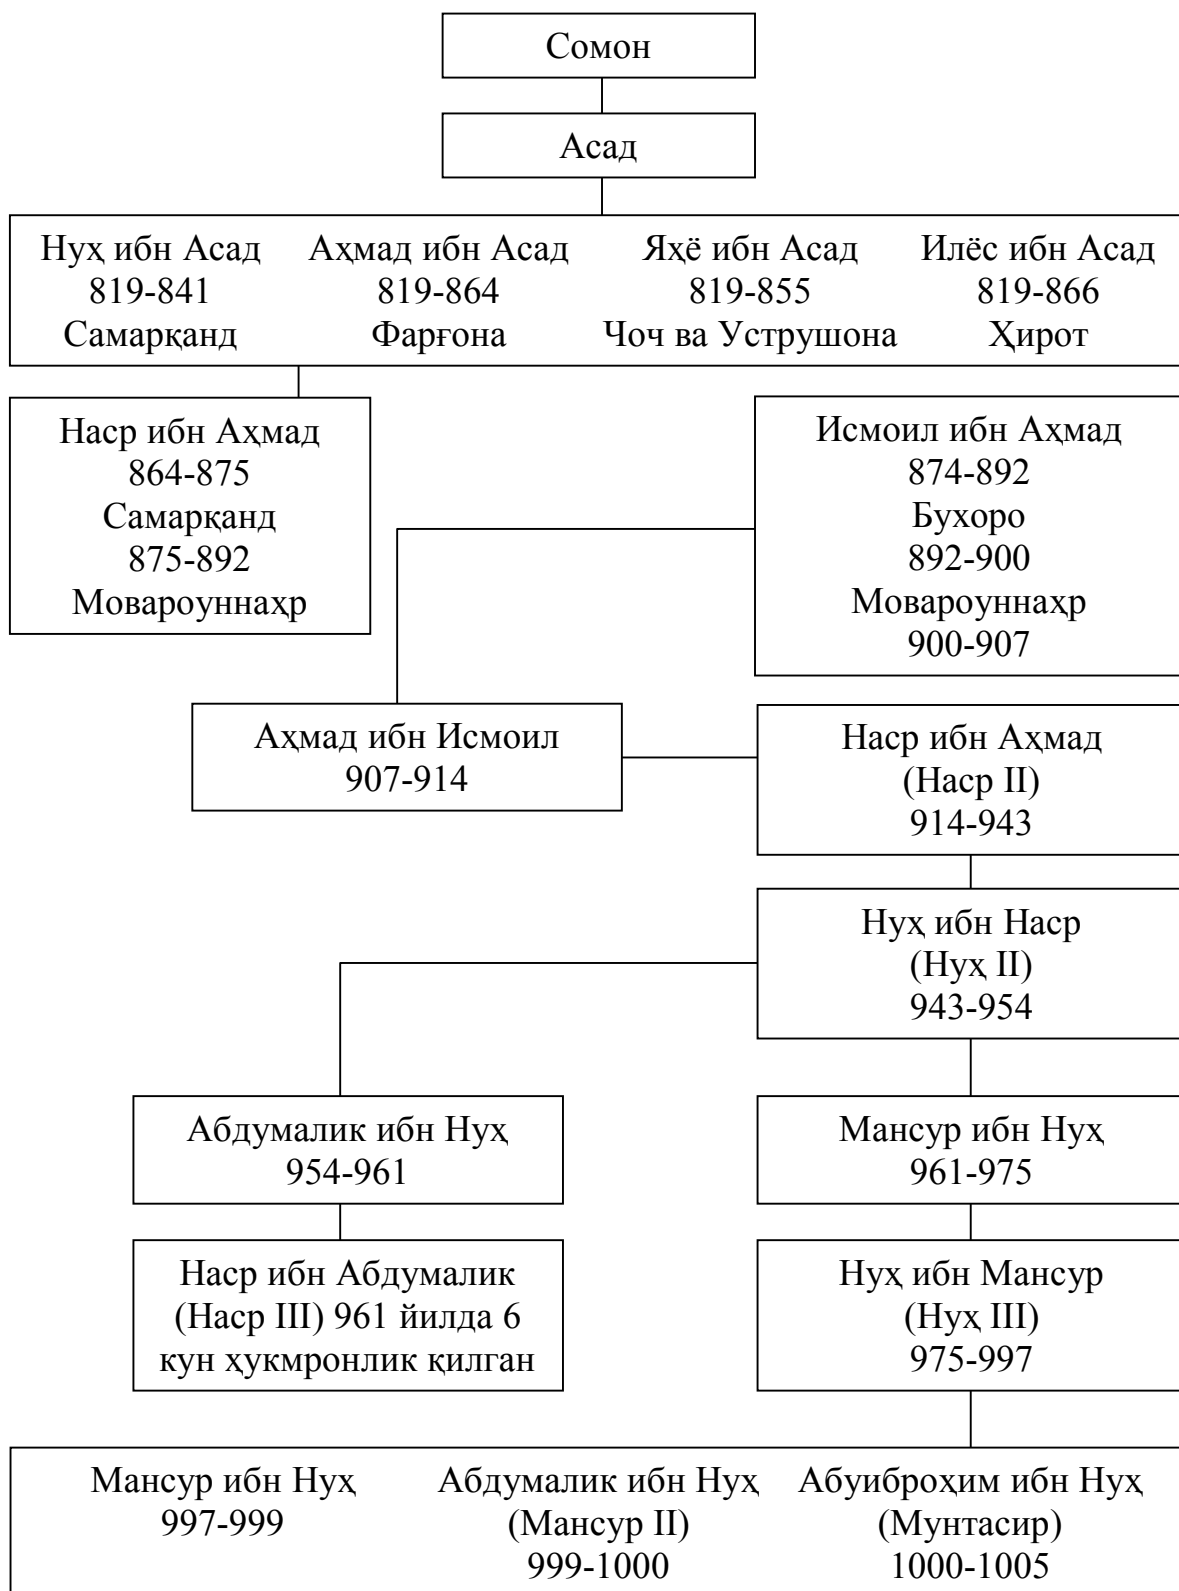 Сомон
Асад
Нуҳ ибн Асад
819-841
Самарқанд
Аҳмад ибн Асад
819-864
Фарғона
Яҳё ибн Асад
819-855
Чоч ва Уструшона
Илёс ибн Асад
819-866
Ҳирот
Наср ибн Аҳмад
864-875
Самарқанд
875-892
Мовароуннаҳр
Исмоил ибн Аҳмад
874-892
Бухоро
892-900
Мовароуннаҳр
900-907
Аҳмад ибн Исмоил
907-914
Наср ибн Аҳмад
(Наср II)
914-943
Нуҳ ибн Наср
(Нуҳ II)
943-954
Абдумалик ибн Нуҳ
954-961
Мансур ибн Нуҳ
961-975
Наср ибн Абдумалик
(Наср III) 961 йилда 6
кун ҳукмронлик қилган
Нуҳ ибн Мансур
(Нуҳ III)
975-997
Мансур ибн Нуҳ
997-999
Абдумалик ибн Нуҳ
(Мансур II)
999-1000
Абуиброҳим ибн Нуҳ
(Мунтасир)
1000-1005